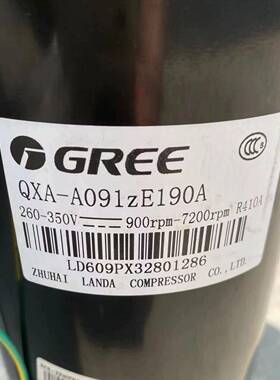 GREE
QXA-A091zE190A
260-350V⎓900rpm-7200rpm R410A
LD609PX32801286
ZHUHAI LANDA COMPRESSOR CO.,LTD.